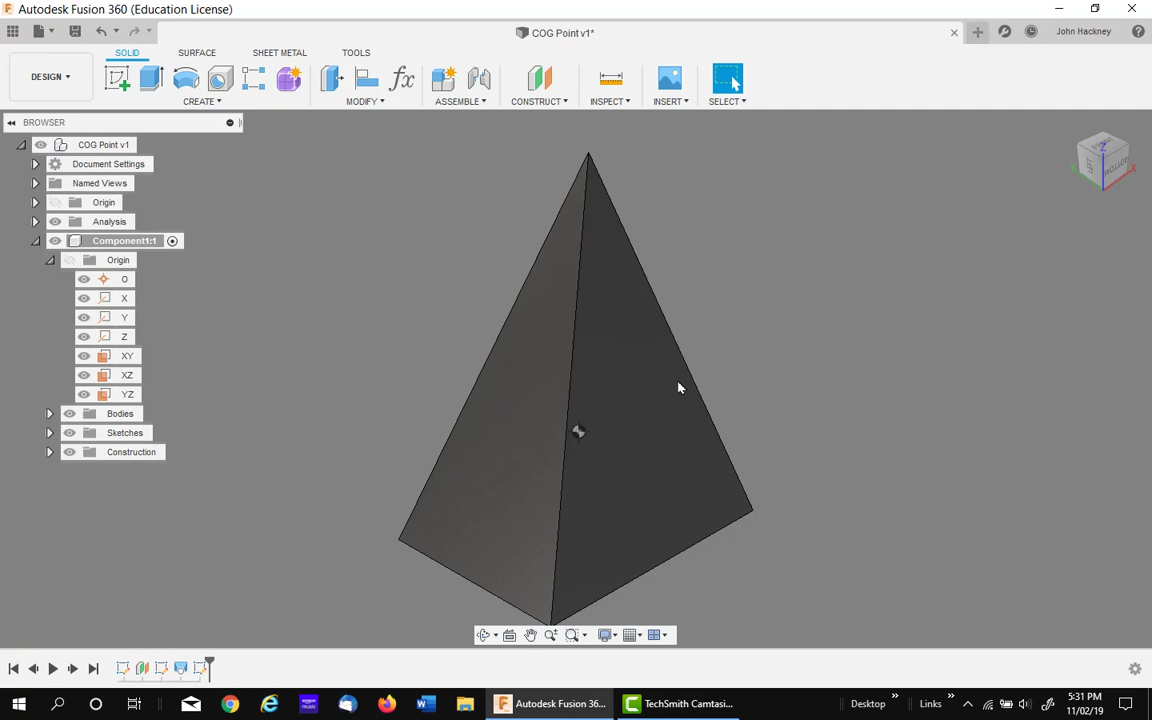 Autodesk Fusion 360 (Education License)
COG Point v1*
John Hackney
DESIGN
SOLID SURFACE SHEET METAL TOOLS
CREATE MODIFY ASSEMBLE CONSTRUCT INSPECT INSERT SELECT
BROWSER
COG Point v1
Document Settings
Named Views
Origin
Analysis
Component1:1
Origin
O
X
Y
Z
XY
XZ
YZ
Bodies
Sketches
Construction
Z
X
LEFT
BOTTOM
Autodesk Fusion 36... TechSmith Camtasi... Desktop Links 5:31 PM
11/02/19